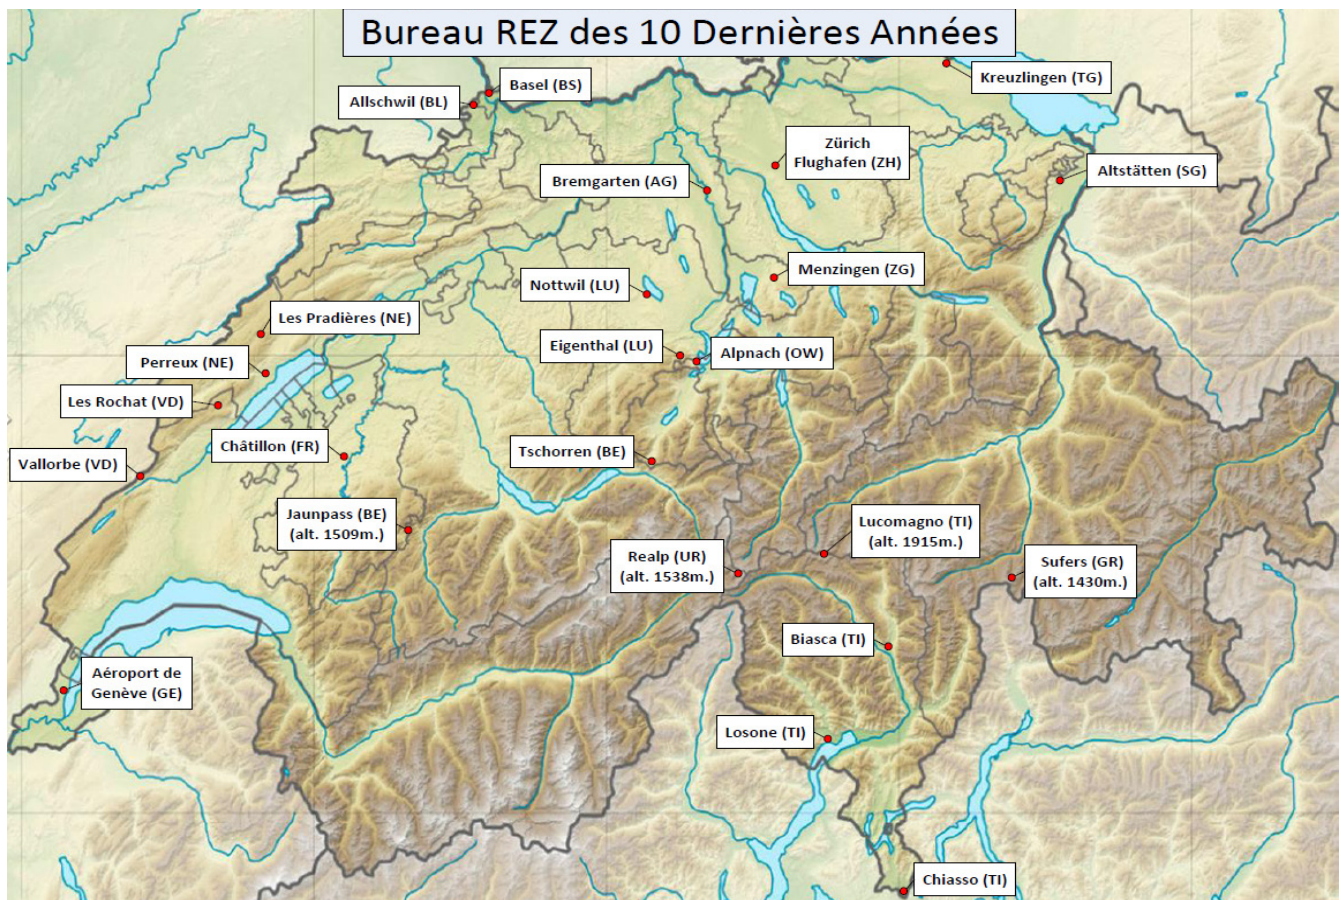 Bureau REZ des 10 Dernières Années
Kreuzlingen (TG)
Basel (BS)
Allschwil (BL)
Zürich
Flughafen (ZH)
Altstätten (SG)
Bremgarten (AG)
Menzingen (ZG)
Nottwil (LU)
Les Pradières (NE)
Eigenthal (LU)
Alpnach (OW)
Perreux (NE)
Les Rochat (VD)
Châtillon (FR)
Tschorren (BE)
Vallorbe (VD)
Jaunpass (BE)
(alt. 1509m.)
Lucomagno (TI)
(alt. 1915m.)
Realp (UR)
(alt. 1538m.)
Sufers (GR)
(alt. 1430m.)
Biasca (TI)
Aéroport de
Genève (GE)
Losone (TI)
Chiasso (TI)